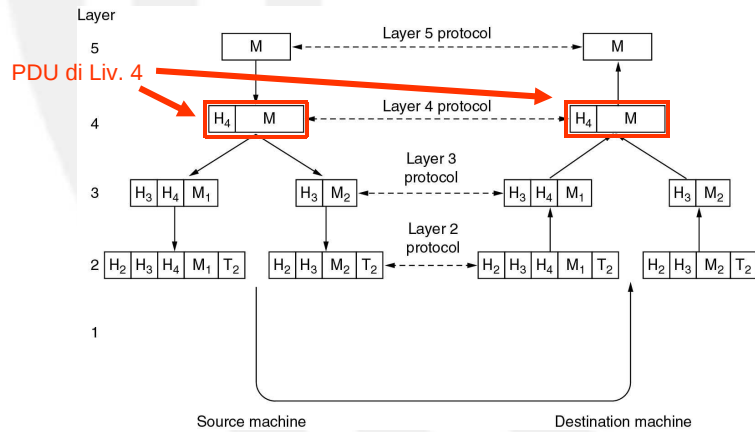 Layer
5 M Layer 5 protocol M
PDU di Liv. 4
4 H4 M Layer 4 protocol H4 M
3 H3 H4 M1 H3 M2 Layer 3 protocol H3 H4 M1 H3 M2
2 H2 H3 H4 M1 T2 H2 H3 M2 T2 Layer 2 protocol H2 H3 H4 M1 T2 H2 H3 M2 T2
1
Source machine Destination machine